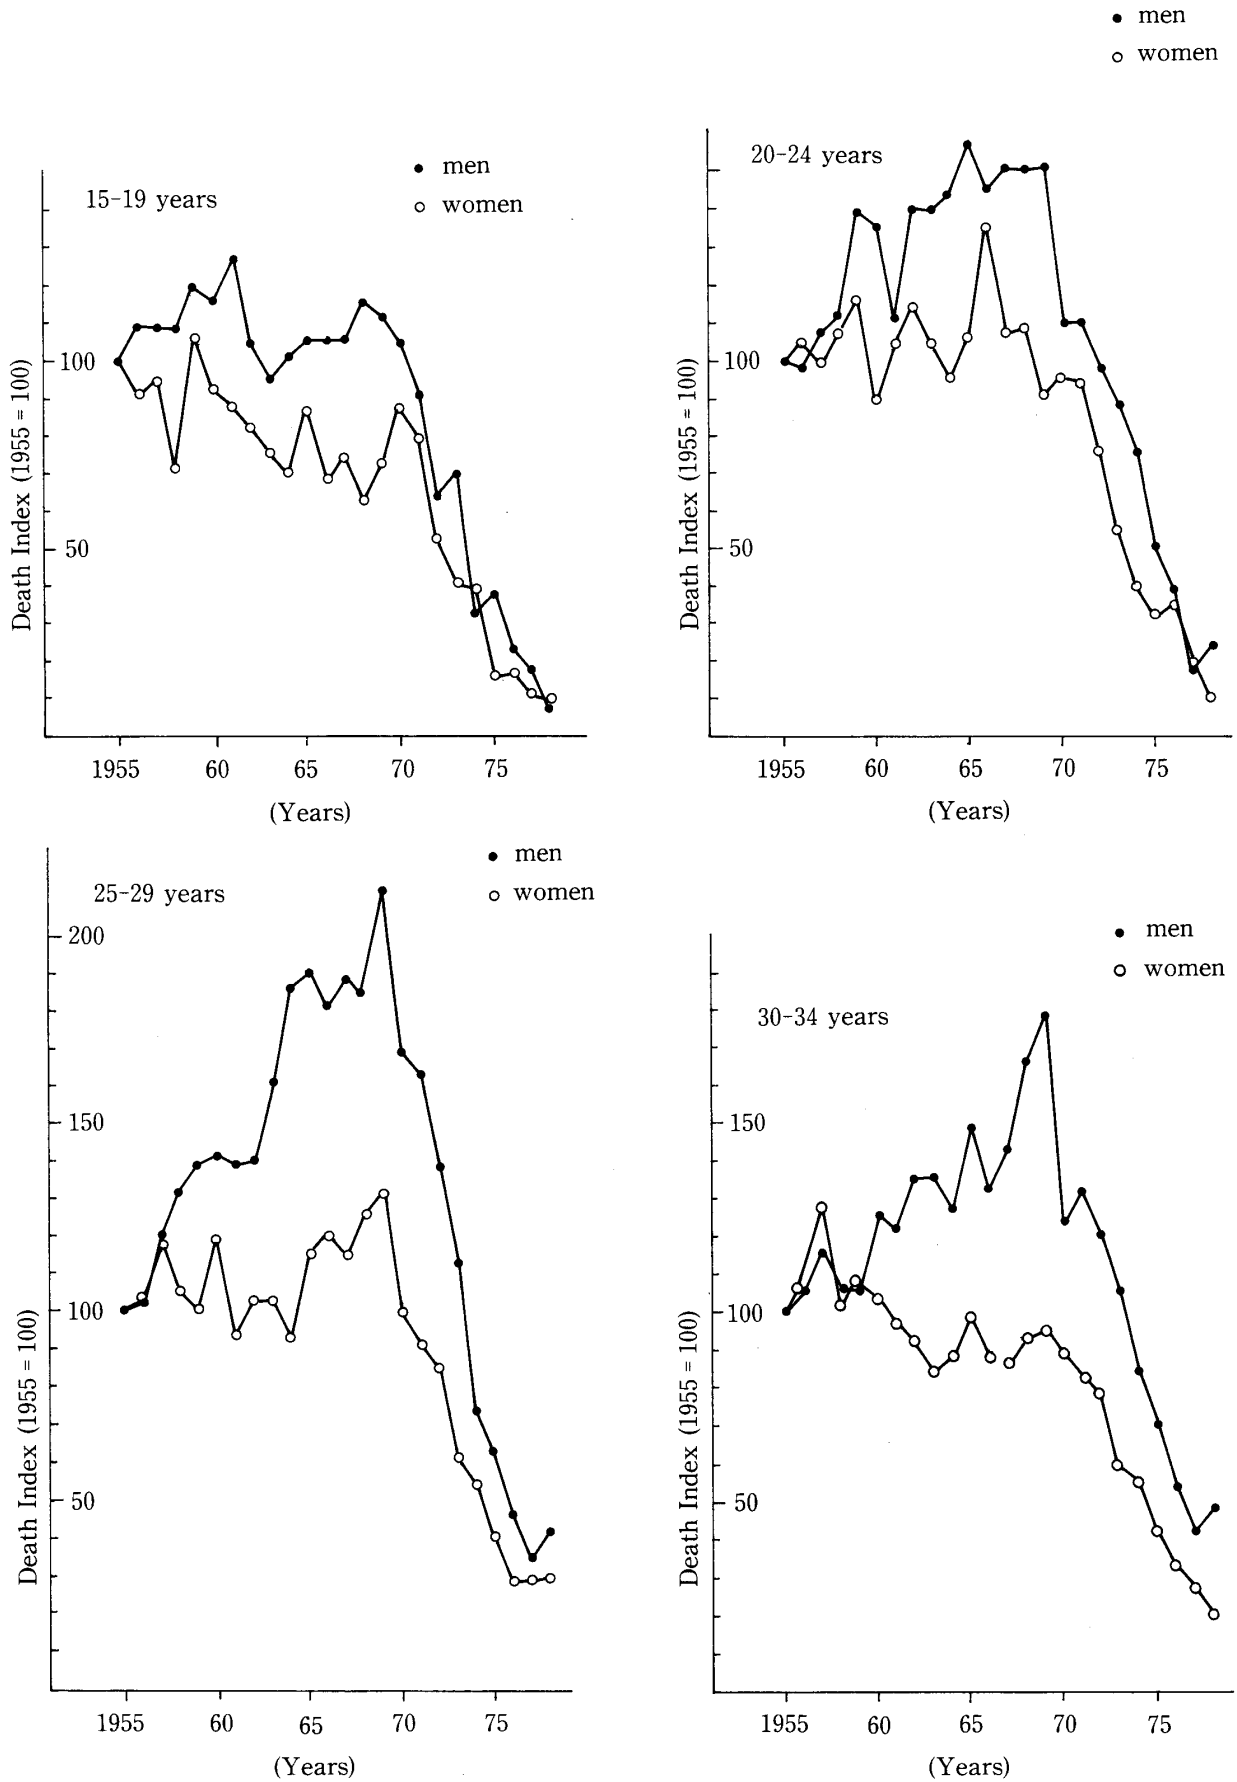 men
women
20-24 years
100
50
Death Index (1955 = 100)
1955 60 65 70 75
(Years)
men
women
15-19 years
100
50
Death Index (1955 = 100)
1955 60 65 70 75
(Years)
men
women
25-29 years
200
150
100
50
Death Index (1955 = 100)
1955 60 65 70 75
(Years)
men
women
30-34 years
150
100
50
Death Index (1955 = 100)
1955 60 65 70 75
(Years)